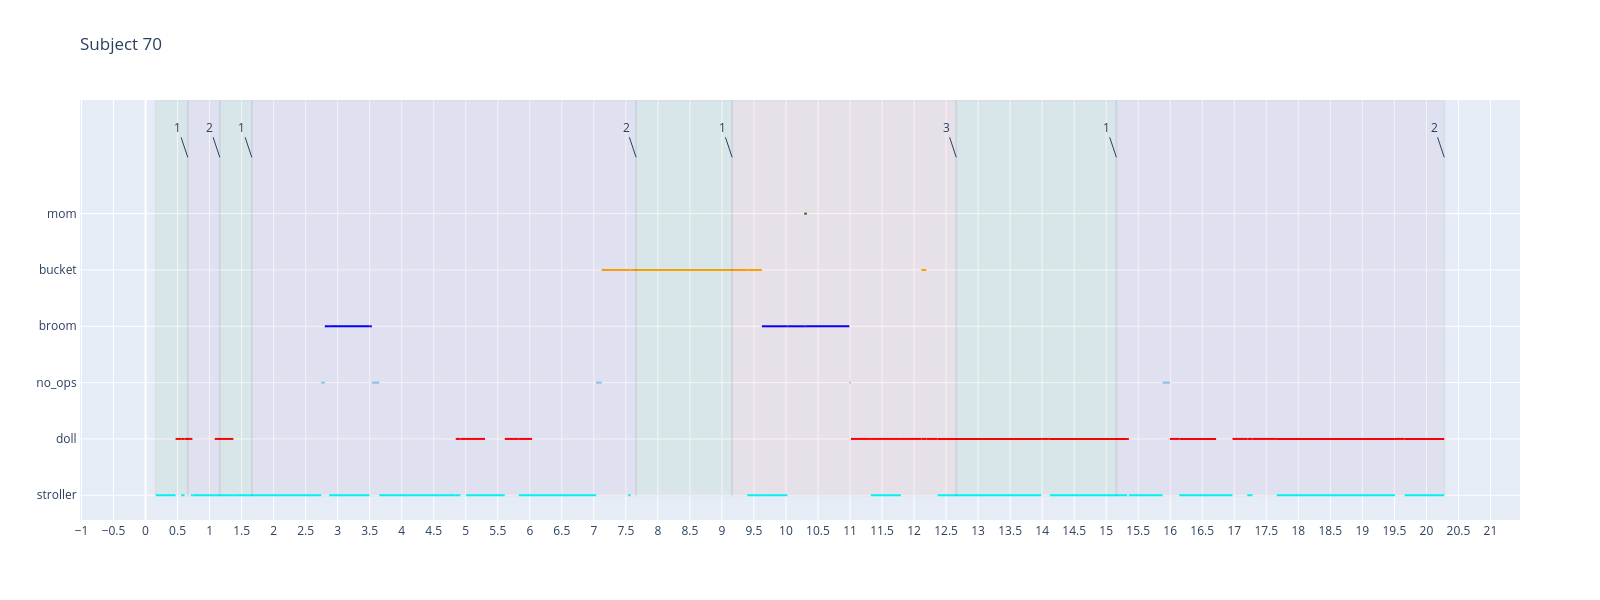 Subject 70
1 2 1 2 1 3 1 2
mom
bucket
broom
no_ops
doll
stroller
−1 −0.5 0 0.5 1 1.5 2 2.5 3 3.5 4 4.5 5 5.5 6 6.5 7 7.5 8 8.5 9 9.5 10 10.5 11 11.5 12 12.5 13 13.5 14 14.5 15 15.5 16 16.5 17 17.5 18 18.5 19 19.5 20 20.5 21